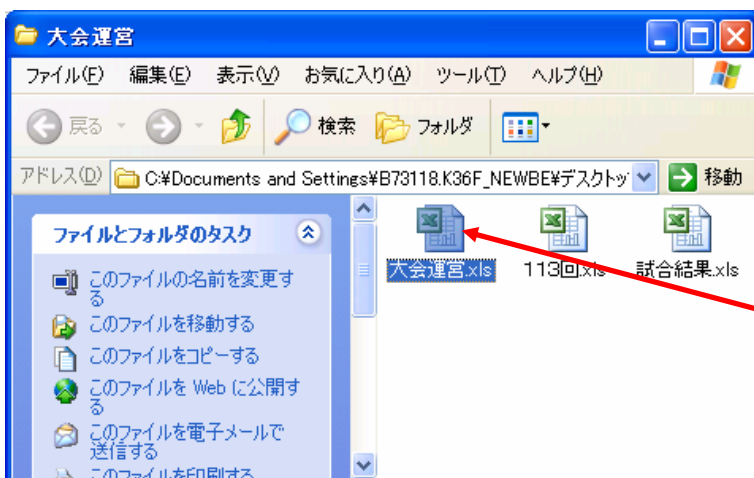 大会運営
ファイル(F) 編集(E) 表示(V) お気に入り(A) ツール(T) ヘルプ(H)
戻る 検索 フォルダ
アドレス(D) C:¥Documents and Settings¥B73118.K36F_NEWBE¥デスクトッ 移動
ファイルとフォルダのタスク
このファイルの名前を変更す
る
このファイルを移動する
このファイルをコピーする
このファイルを Web に公開す
る
このファイルを電子メールで
送信する
このファイルを印刷する
大会運営.xls 113回.xls 試合結果.xls